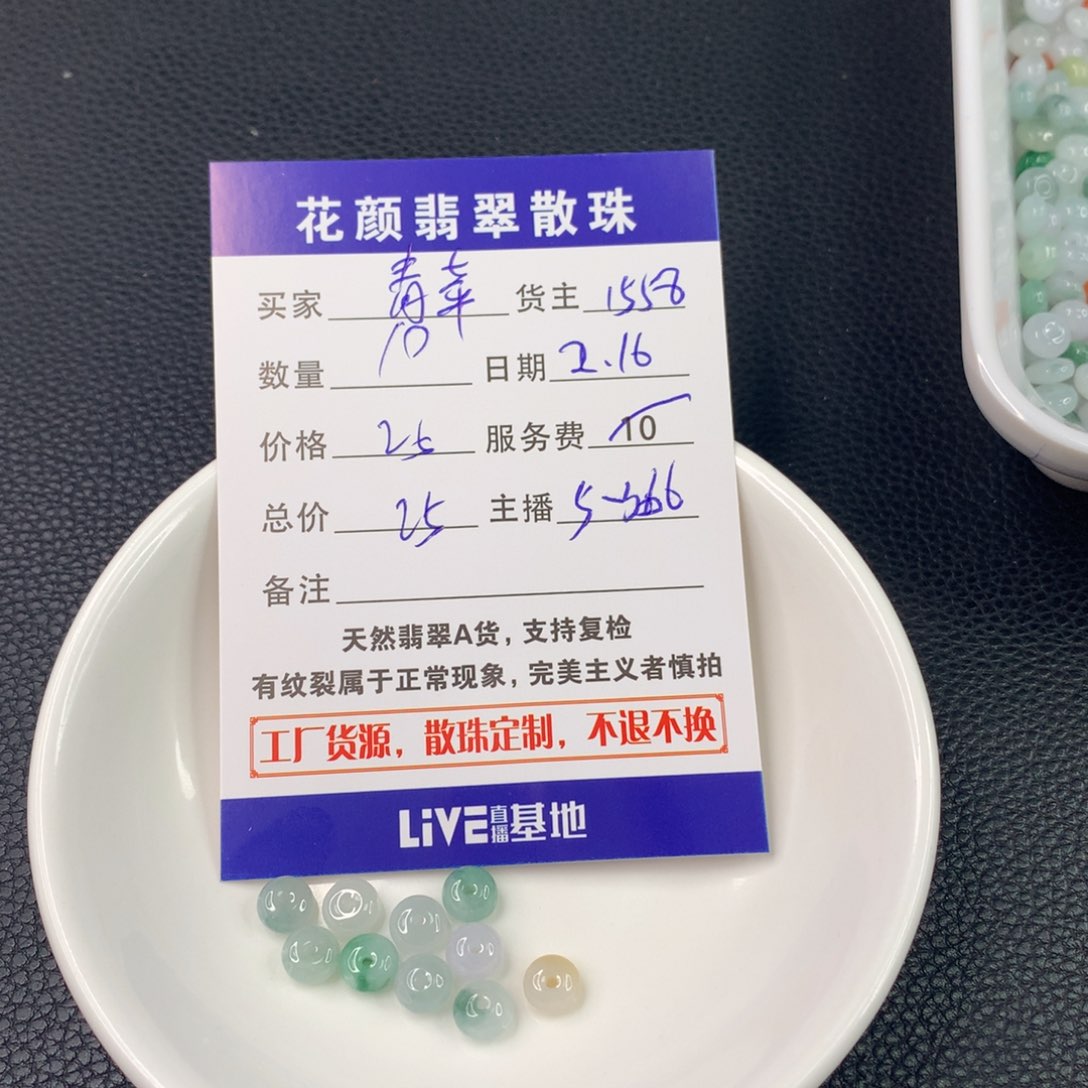 花颜翡翠散珠
买家 青 货主 1558
数量 10 日期 2.16
价格 25 服务费 10
总价 25 主播 5-366
备注
天然翡翠A货，支持复检
有纹裂属于正常现象，完美主义者慎拍
工厂货源，散珠定制，不退不换
LiVE直播基地